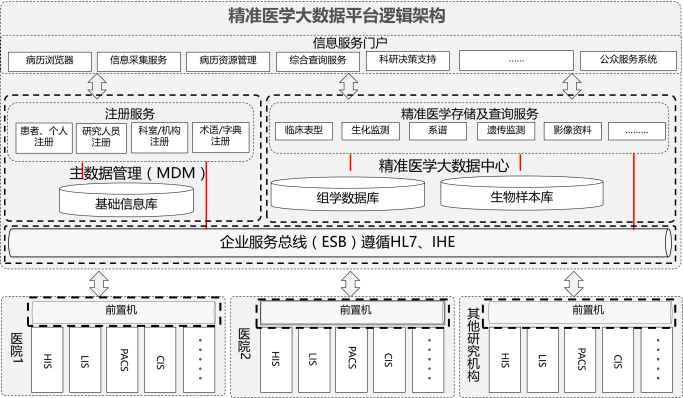 精准医学大数据平台逻辑架构
信息服务门户
病历浏览器 信息采集服务 病历资源管理 综合查询服务 科研决策支持 …… 公众服务系统
注册服务
患者、个人
注册
研究人员
注册
科室/机构
注册
术语/字典
注册
主数据管理（MDM）
基础信息库
精准医学存储及查询服务
临床表型 生化监测 系谱 遗传监测 影像资料 ………
精准医学大数据中心
组学数据库 生物样本库
企业服务总线（ESB）遵循HL7、IHE
医院1
前置机
HIS LIS PACS CIS ······
医院2
前置机
HIS LIS PACS CIS ······
其他研究机构
前置机
HIS LIS PACS CIS ······